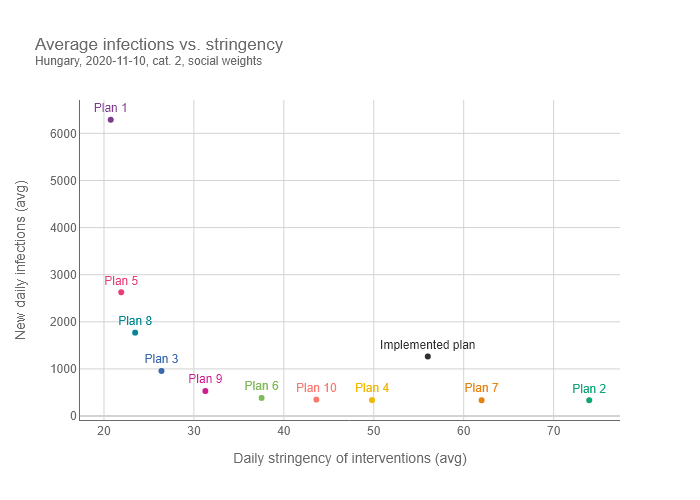 Average infections vs. stringency
Hungary, 2020-11-10, cat. 2, social weights
Plan 1
6000
5000
4000
3000
Plan 5
2000
Plan 8
Implemented plan
Plan 3
1000
Plan 9
Plan 6
Plan 10
Plan 4
Plan 7
Plan 2
0
20
30
40
50
60
70
New daily infections (avg)
Daily stringency of interventions (avg)